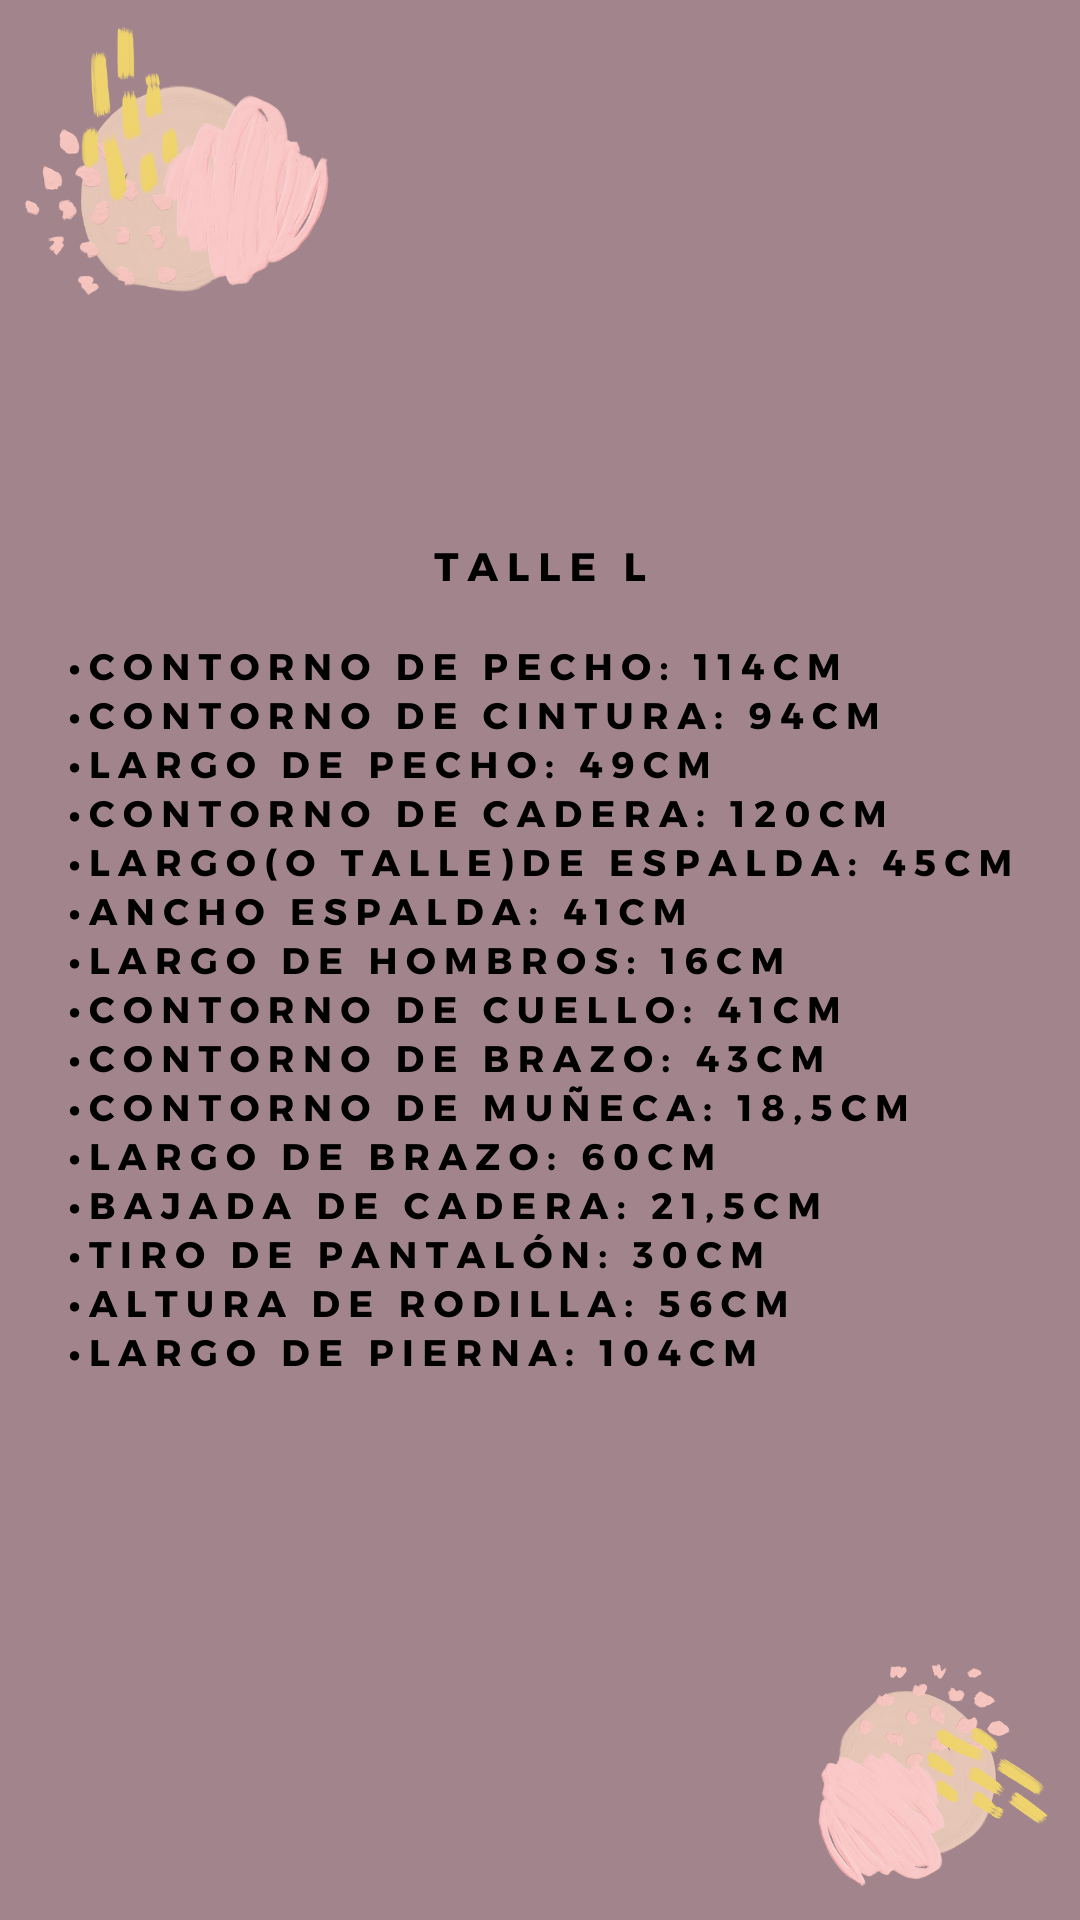 TALLE L
•CONTORNO DE PECHO: 114CM
•CONTORNO DE CINTURA: 94CM
•LARGO DE PECHO: 49CM
•CONTORNO DE CADERA: 120CM
•LARGO(O TALLE)DE ESPALDA: 45CM
•ANCHO ESPALDA: 41CM
•LARGO DE HOMBROS: 16CM
•CONTORNO DE CUELLO: 41CM
•CONTORNO DE BRAZO: 43CM
•CONTORNO DE MUÑECA: 18,5CM
•LARGO DE BRAZO: 60CM
•BAJADA DE CADERA: 21,5CM
•TIRO DE PANTALÓN: 30CM
•ALTURA DE RODILLA: 56CM
•LARGO DE PIERNA: 104CM